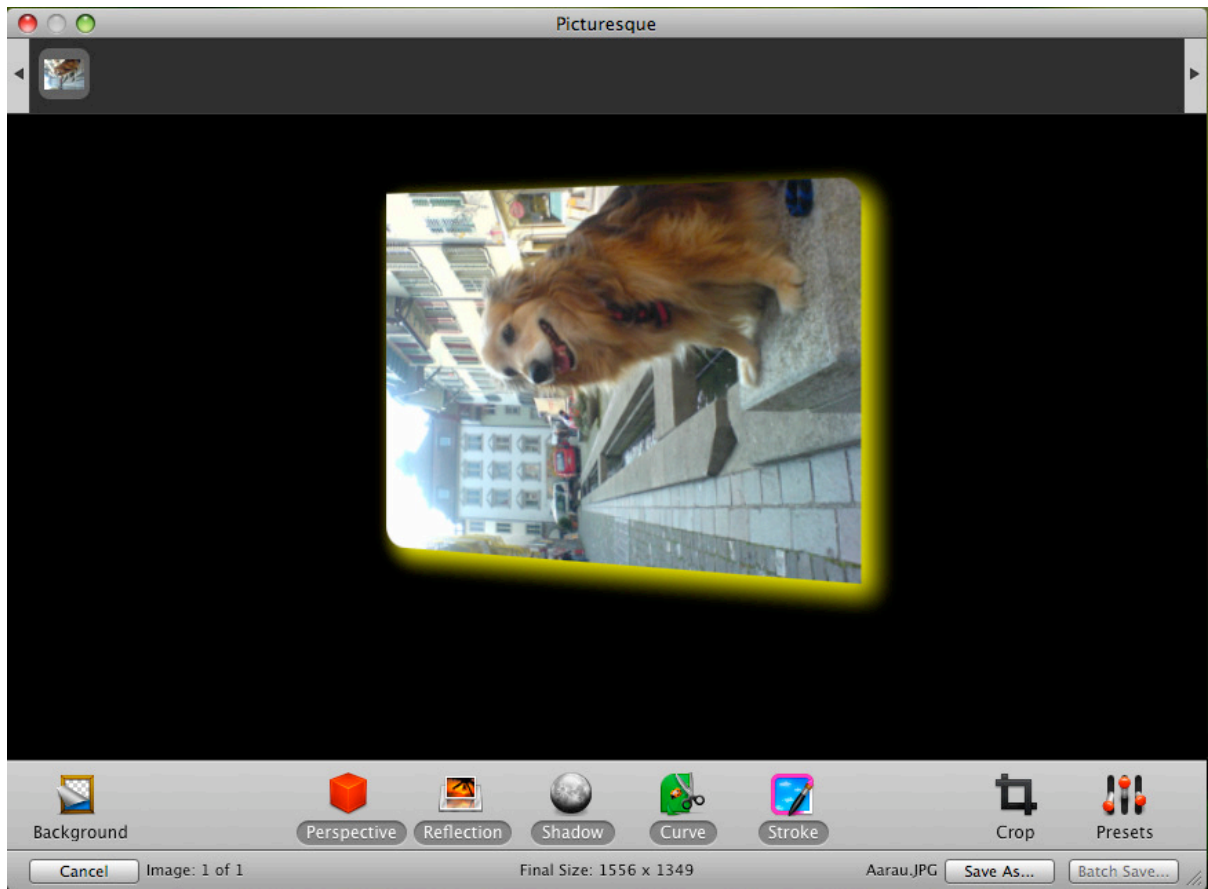 Picturesque
Background
Perspective
Reflection
Shadow
Curve
Stroke
Crop
Presets
Cancel
Image: 1 of 1
Final Size: 1556 x 1349
Aarau.JPG
Save As...
Batch Save...